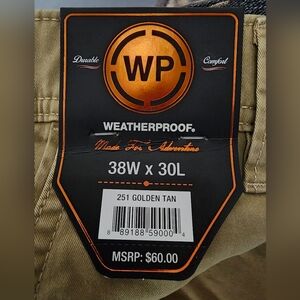 Durable
Comfort
WP
WEATHERPROOF®
Made For Adventure
38W x 30L
251 GOLDEN TAN
8 89188 59000 4
MSRP: $60.00